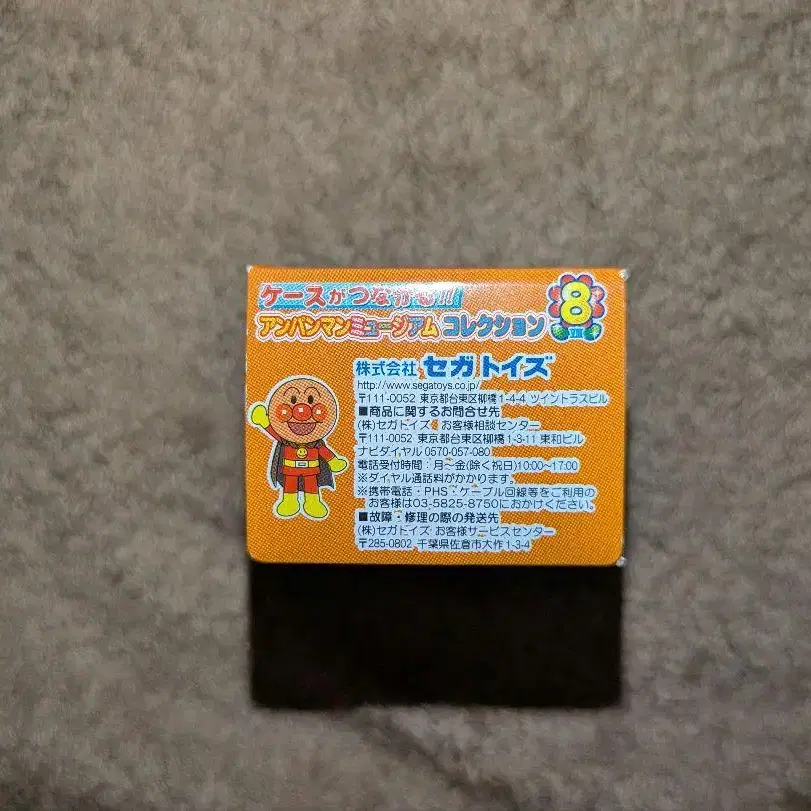 ケースがつながる!!
アンパンマンミュージアム コレクション
8
株式会社 セガトイズ
http://www.segatoys.co.jp/
〒111-0052 東京都台東区柳橋1-4-4 ツイントラスビル
■商品に関するお問合せ先
(株)セガトイズ お客様相談センター
〒111-0052 東京都台東区柳橋1-3-11 東和ビル
ナビダイヤル 0570-057-080
電話受付時間:月~金(除く祝日)10:00~17:00
※ダイヤル通話料がかかります。
※携帯電話・PHS・ケーブル回線等をご利用の
お客様は03-5825-8750におかけください。
■故障・修理の際の発送先
(株)セガトイズ お客様サービスセンター
〒285-0802 千葉県佐倉市大作1-3-4